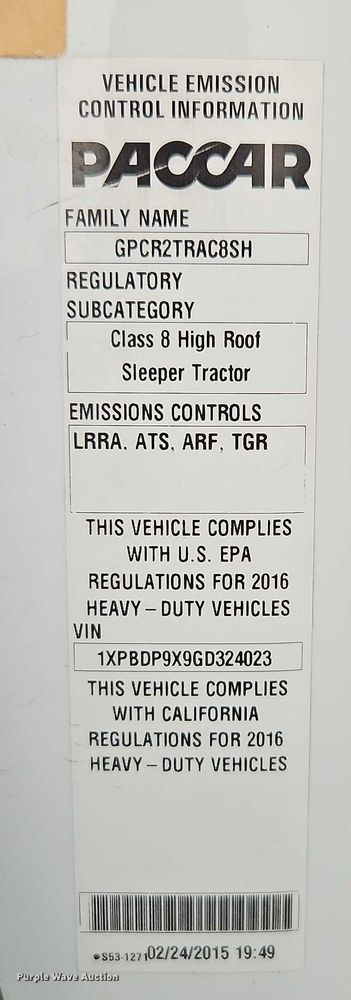 VEHICLE EMISSION
CONTROL INFORMATION
PACCAR
FAMILY NAME
GPCR2TRAC8SH
REGULATORY
SUBCATEGORY
Class 8 High Roof
Sleeper Tractor
EMISSIONS CONTROLS
LRRA, ATS, ARF, TGR
THIS VEHICLE COMPLIES
WITH U.S. EPA
REGULATIONS FOR 2016
HEAVY – DUTY VEHICLES
VIN
1XPBDP9X9GD324023
THIS VEHICLE COMPLIES
WITH CALIFORNIA
REGULATIONS FOR 2016
HEAVY – DUTY VEHICLES
•S53-1271 02/24/2015 19:49
Purple Wave Auction